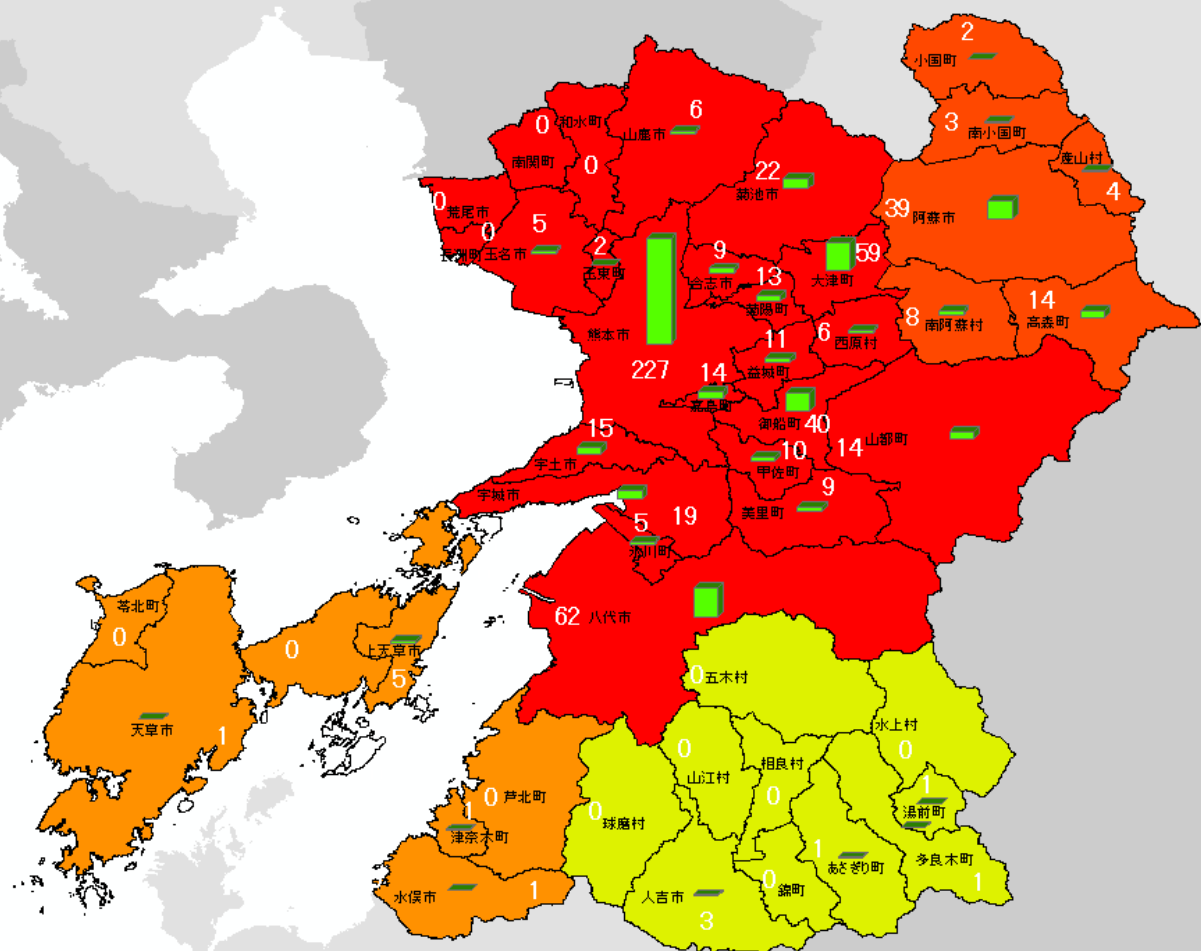 2
小国町
3
南小国町
産山村
4
39
阿蘇市
8
南阿蘇村
14
高森町
0
和水町
南関町
0
6
山鹿市
22
菊池市
0
荒尾市
0
長洲町
5
玉名市
2
玉東町
9
合志市
13
菊陽町
59
大津町
熊本市
227
6
西原村
11
益城町
14
嘉島町
御船町
40
14
山都町
15
宇土市
10
甲佐町
宇城市
19
9
美里町
5
氷川町
62
八代市
苓北町
0
0
上天草市
5
天草市
1
0
五木村
水上村
0
0
山江村
相良村
0
0
芦北町
1
津奈木町
0
球磨村
1
湯前町
水俣市
1
人吉市
3
0
錦町
1
あさぎり町
多良木町
1